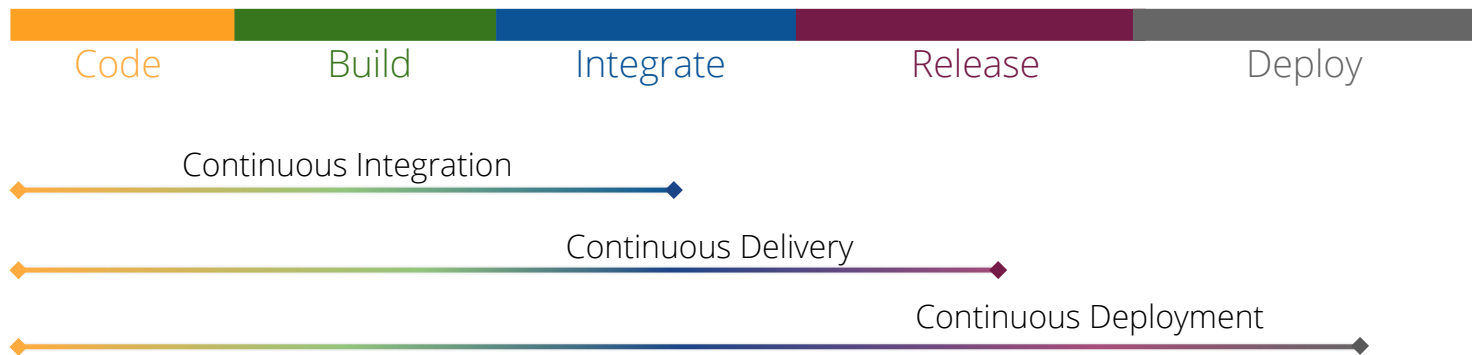 Code Build Integrate Release Deploy
Continuous Integration
Continuous Delivery
Continuous Deployment